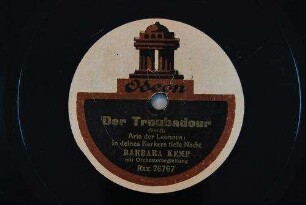 Odeon
Der Troubadour
(Verdi)
Arie der Leonore:
In deines Kerkers tiefe Nacht
BARBARA KEMP
mit Orchesterbegleitung
Rxx 76767